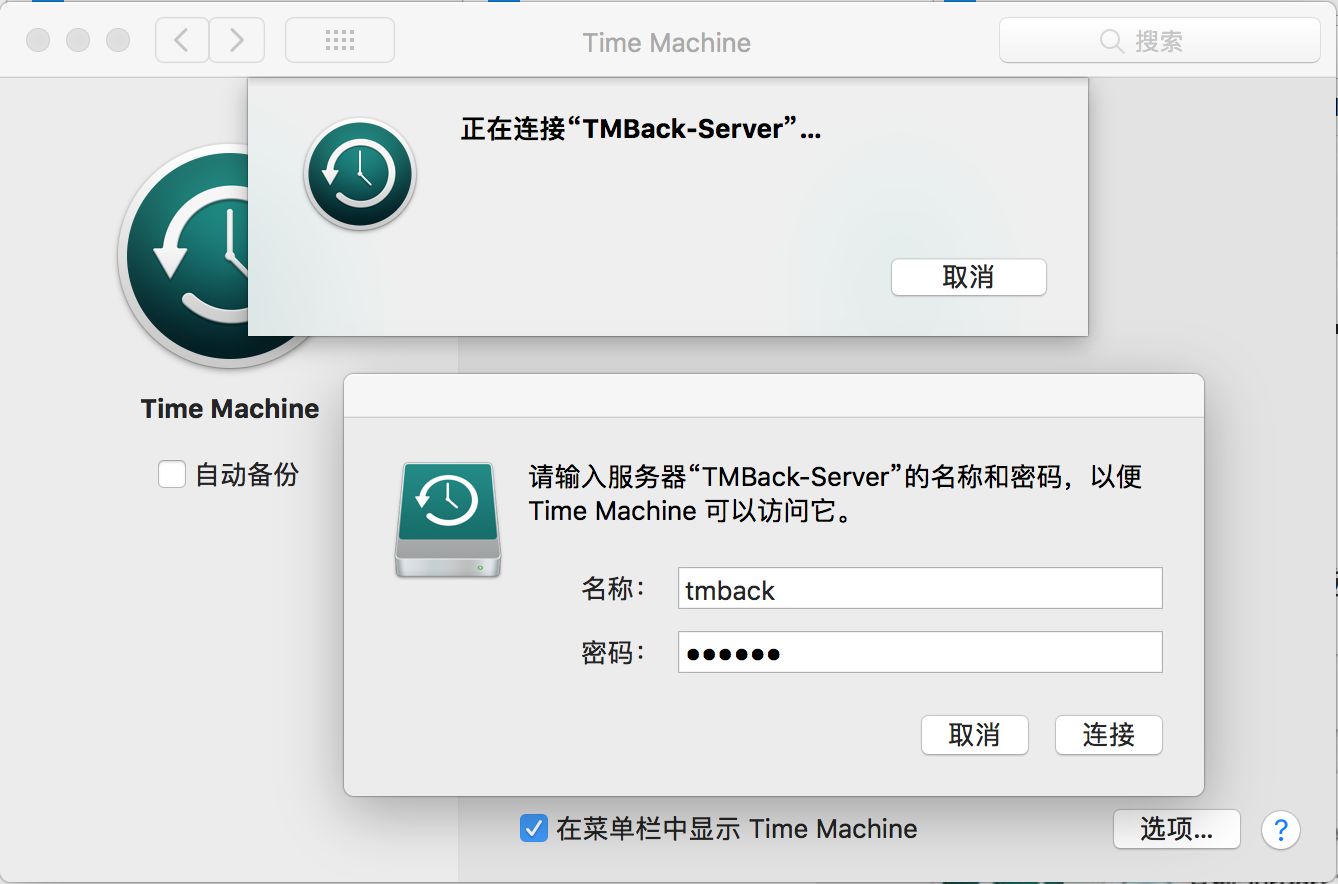 Time Machine
搜索
正在连接“TMBack-Server”...
取消
Time Machine
自动备份
请输入服务器“TMBack-Server”的名称和密码，以便
Time Machine 可以访问它。
名称：
tmback
密码：
●●●●●●
取消
连接
在菜单栏中显示 Time Machine
选项...
?